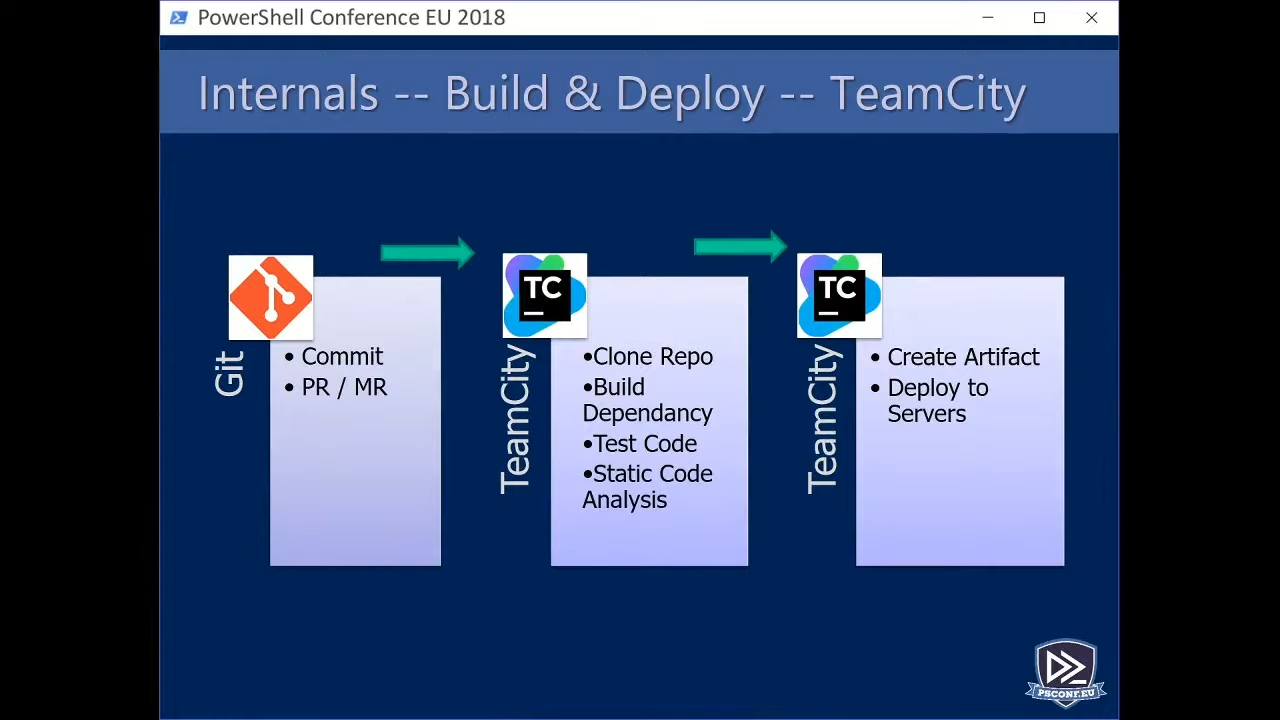 PowerShell Conference EU 2018
Internals -- Build & Deploy -- TeamCity
Git
• Commit
• PR / MR
TC
TeamCity
•Clone Repo
•Build
Dependancy
•Test Code
•Static Code
Analysis
TC
TeamCity
• Create Artifact
• Deploy to
Servers
PSCONF.EU